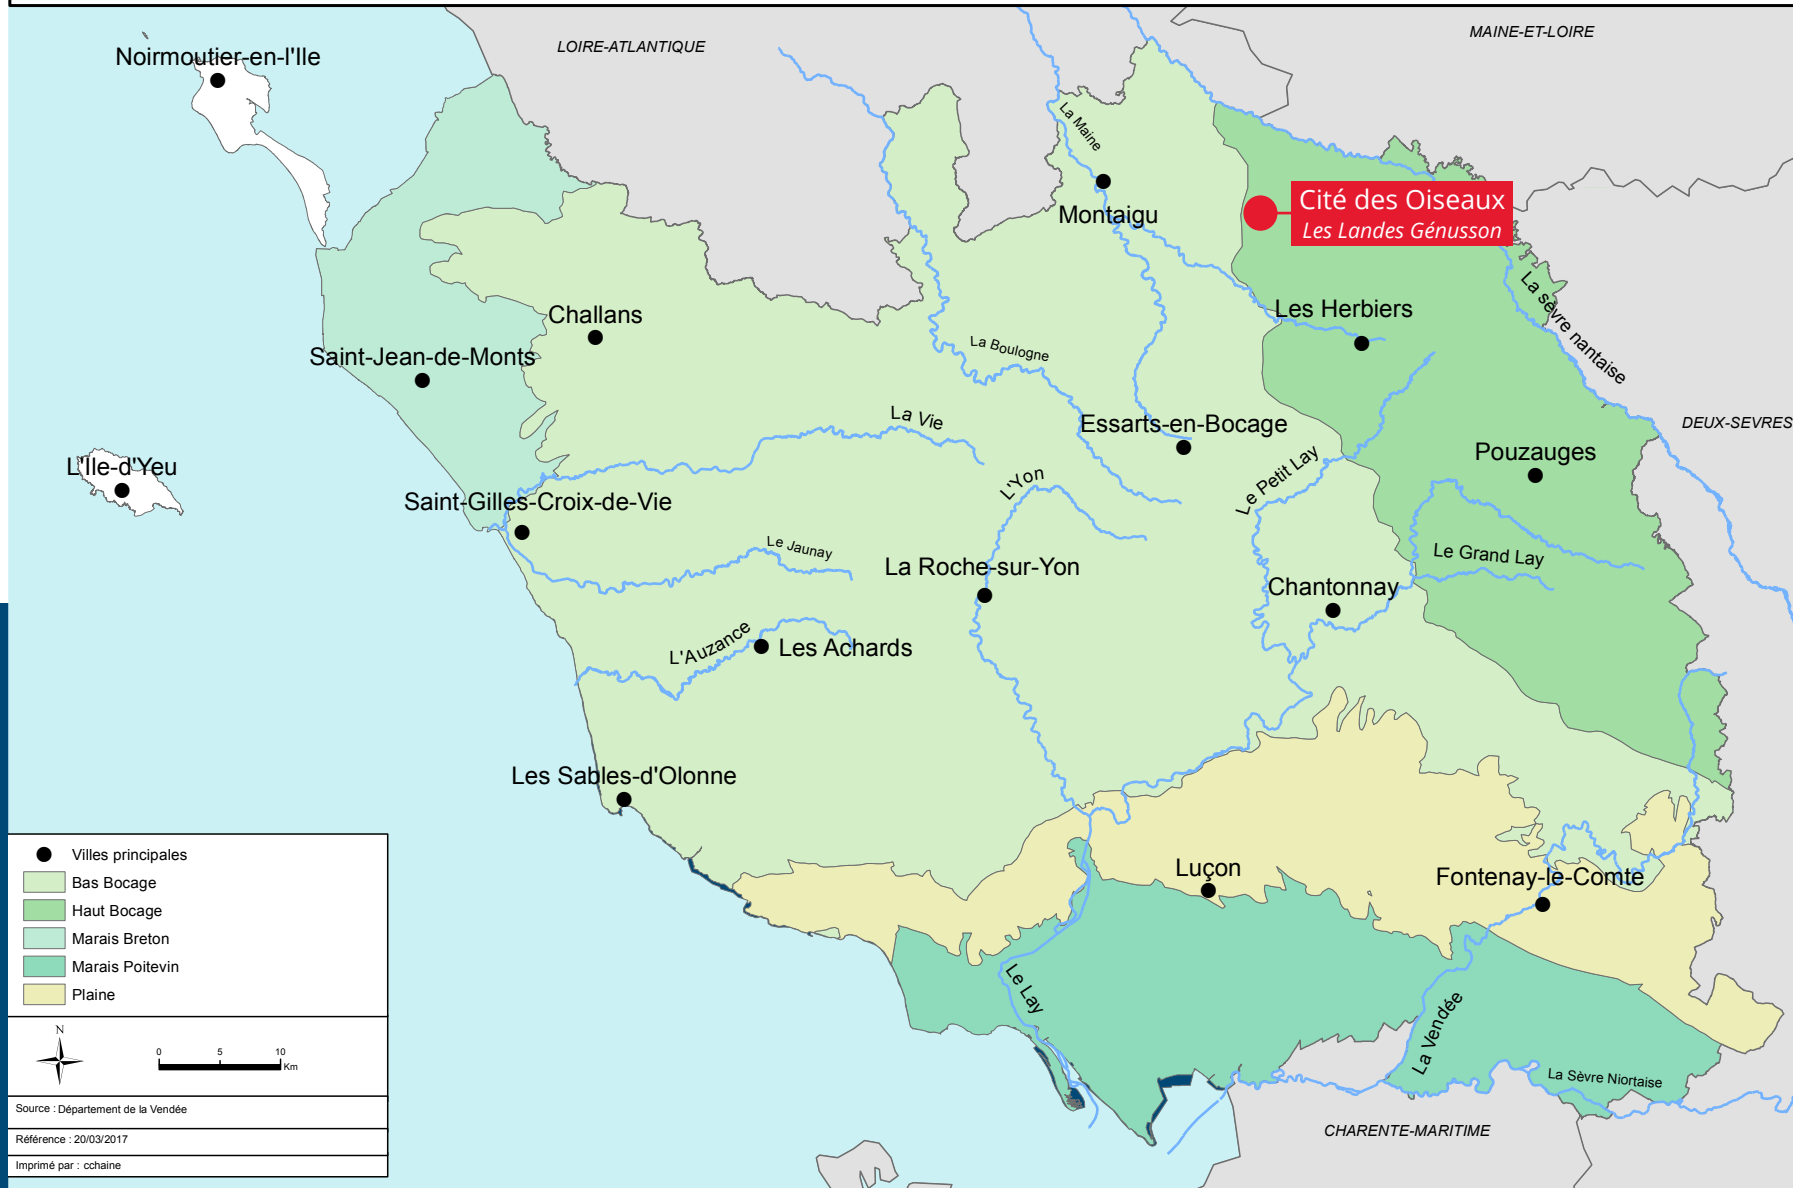 LOIRE-ATLANTIQUE
MAINE-ET-LOIRE
Noirmoutier-en-l'Ile
La Maine
Cité des Oiseaux
Les Landes Génusson
Montaigu
La sèvre nantaise
Les Herbiers
Challans
La Boulogne
Saint-Jean-de-Monts
La Vie
Essarts-en-Bocage
DEUX-SEVRES
Pouzauges
L'Ile-d'Yeu
Le Petit Lay
L'Yon
Saint-Gilles-Croix-de-Vie
Le Jaunay
Le Grand Lay
La Roche-sur-Yon
Chantonnay
L'Auzance
Les Achards
Les Sables-d'Olonne
Luçon
Fontenay-le-Comte
Le Lay
La Vendée
La Sèvre Niortaise
CHARENTE-MARITIME
Villes principales
Bas Bocage
Haut Bocage
Marais Breton
Marais Poitevin
Plaine
N
0 5 10
Km
Source : Département de la Vendée
Référence : 20/03/2017
Imprimé par : cchaine